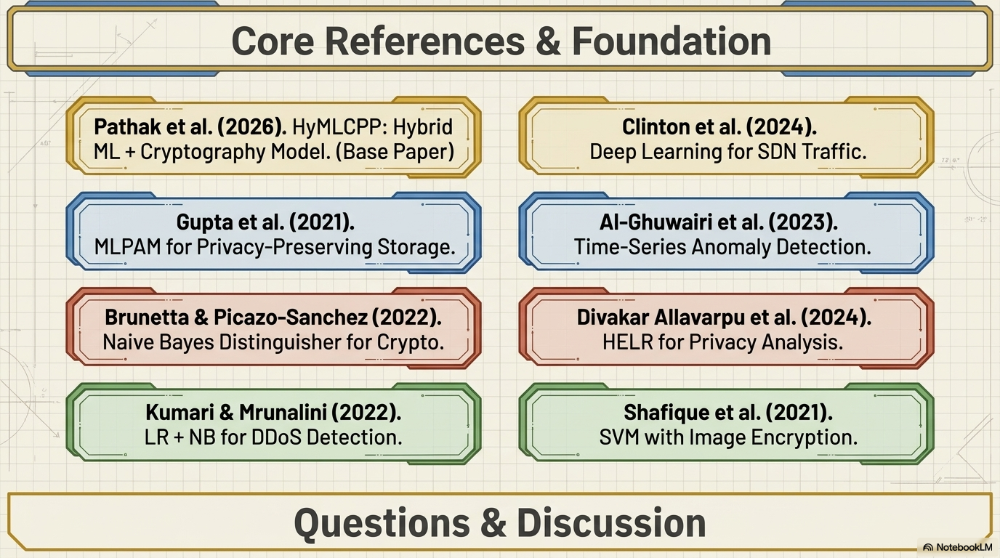 Core References & Foundation
Pathak et al. (2026). HyMLCPP: Hybrid
ML + Cryptography Model. (Base Paper)
Clinton et al. (2024).
Deep Learning for SDN Traffic.
Gupta et al. (2021).
MLPAM for Privacy-Preserving Storage.
Al-Ghuwairi et al. (2023).
Time-Series Anomaly Detection.
Brunetta & Picazo-Sanchez (2022).
Naive Bayes Distinguisher for Crypto.
Divakar Allavarpu et al. (2024).
HELR for Privacy Analysis.
Kumari & Mrunalini (2022).
LR + NB for DDoS Detection.
Shafique et al. (2021).
SVM with Image Encryption.
Questions & Discussion
NotebookLM